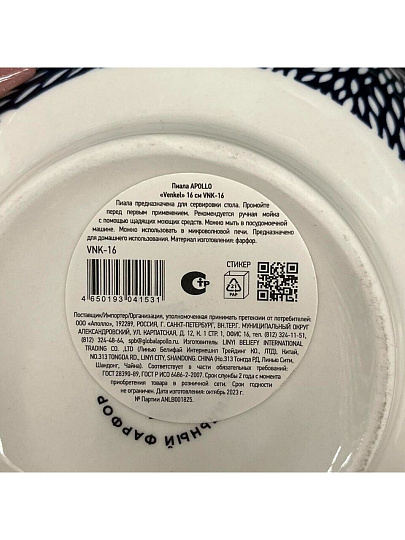 Пиала APOLLO
«Venkel» 16 см VNK-16
Пиала предназначена для сервировки стола. Промойте
перед первым применением. Рекомендуется ручная мойка
с помощью щадящих моющих средств. Можно мыть в посудомоечной
машине. Можно использовать в микроволновой печи. Предназначено
для домашнего использования. Материал изготовления: фарфор.
VNK-16
СТИКЕР
4 650193 041531
СТР
21
PAP
Поставщик/Импортер/Организация, уполномоченная принимать претензии от потребителей:
ООО «Аполло», 192289, РОССИЯ, Г. САНКТ-ПЕТЕРБУРГ, ВН.ТЕР.Г. МУНИЦИПАЛЬНЫЙ ОКРУГ
АЛЕКСАНДРОВСКИЙ, УЛ. КАРПАТСКАЯ, Д. 12, К. 1 СТР. 1, т./ф. (812) 324-11-51,
(812) 324-48-64, spb@globalapollo.ru. Изготовитель LINYI BELIEFY INTERNATIONAL
TRADING CO., LTD (Линьи Белифай Интернейшнл Трейдинг КО., ЛТД), Китай,
NO.313 TONGDA RD., LINYI CITY, SHANDONG, CHINA (Но.313 Тонгда РД, Линьи Сити,
Шандонг, Чайна). Соответствует в части обязательных требований:
ГОСТ 28390-89, ГОСТ Р ИСО 6486-2-2007. Срок службы 2 года с момента
приобретения товара в розничной сети. Срок годности
не ограничен. Дата изготовления: октябрь 2023 г.
№ Партии AMLB001825.
ЛЬНЫЙ ФАРФОР